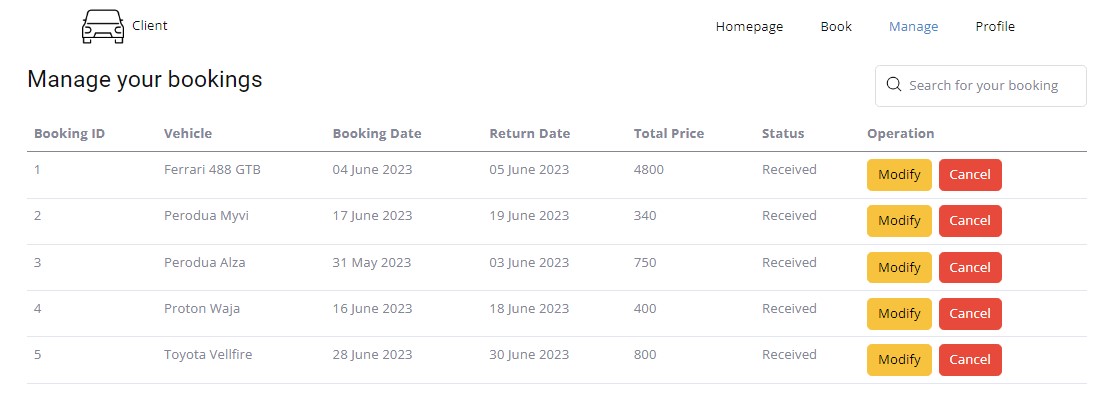 Client Homepage Book Manage Profile
Manage your bookings
Search for your booking
Booking ID Vehicle Booking Date Return Date Total Price Status Operation
1 Ferrari 488 GTB 04 June 2023 05 June 2023 4800 Received Modify Cancel
2 Perodua Myvi 17 June 2023 19 June 2023 340 Received Modify Cancel
3 Perodua Alza 31 May 2023 03 June 2023 750 Received Modify Cancel
4 Proton Waja 16 June 2023 18 June 2023 400 Received Modify Cancel
5 Toyota Vellfire 28 June 2023 30 June 2023 800 Received Modify Cancel